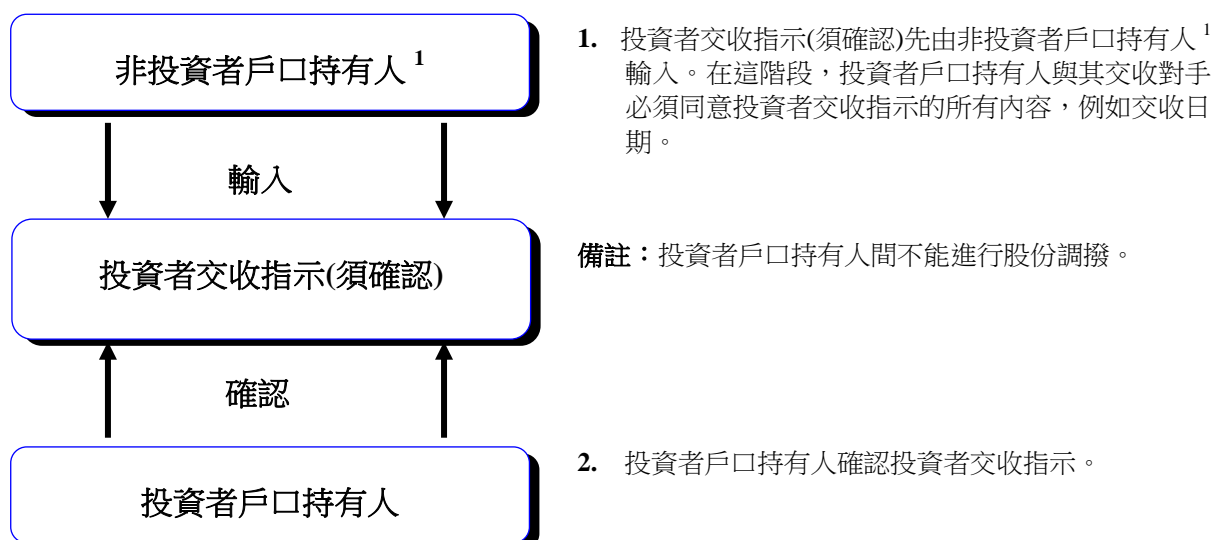 非投資者戶口持有人 1
1. 投資者交收指示(須確認)先由非投資者戶口持有人 1
輸入。在這階段，投資者戶口持有人與其交收對手
必須同意投資者交收指示的所有內容，例如交收日
期。
輸入
投資者交收指示(須確認)
備註：投資者戶口持有人間不能進行股份調撥。
確認
投資者戶口持有人
2. 投資者戶口持有人確認投資者交收指示。